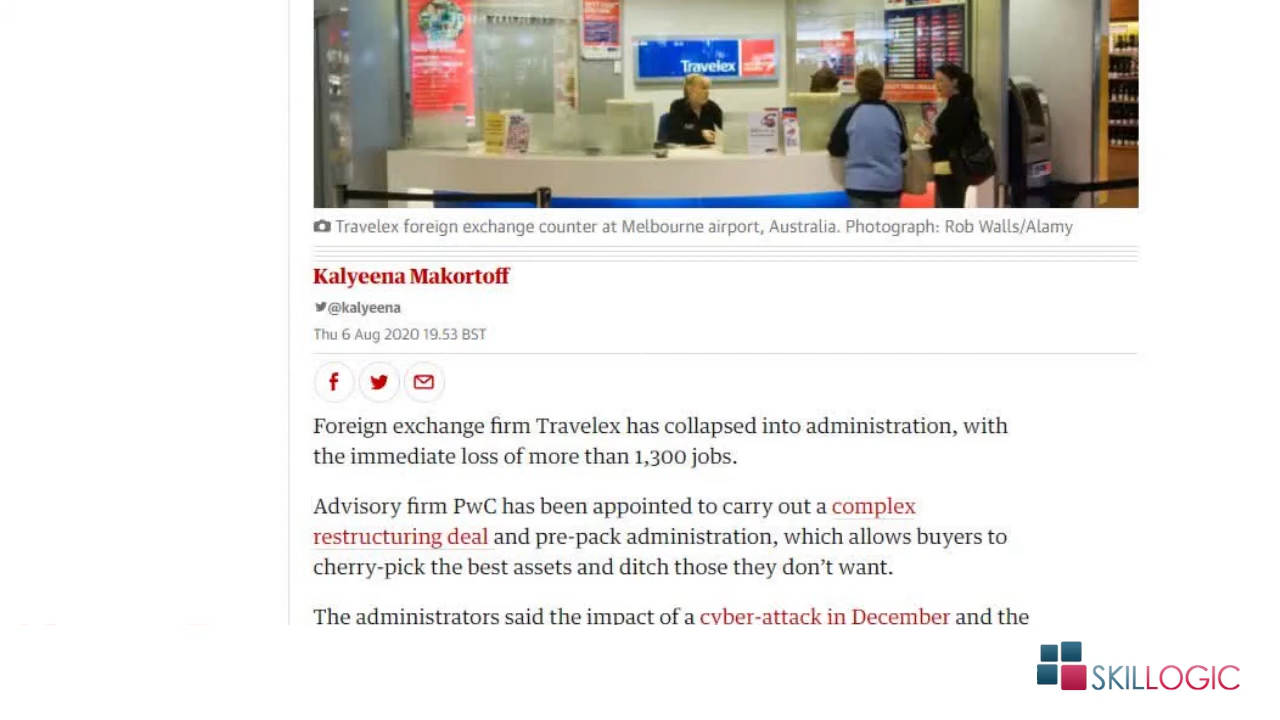 Travelex
Travelex foreign exchange counter at Melbourne airport, Australia. Photograph: Rob Walls/Alamy
Kalyeena Makortoff
@kalyeena
Thu 6 Aug 2020 19.53 BST
Foreign exchange firm Travelex has collapsed into administration, with
the immediate loss of more than 1,300 jobs.
Advisory firm PwC has been appointed to carry out a complex
restructuring deal and pre-pack administration, which allows buyers to
cherry-pick the best assets and ditch those they don’t want.
The administrators said the impact of a cyber-attack in December and the
SKILLOGIC